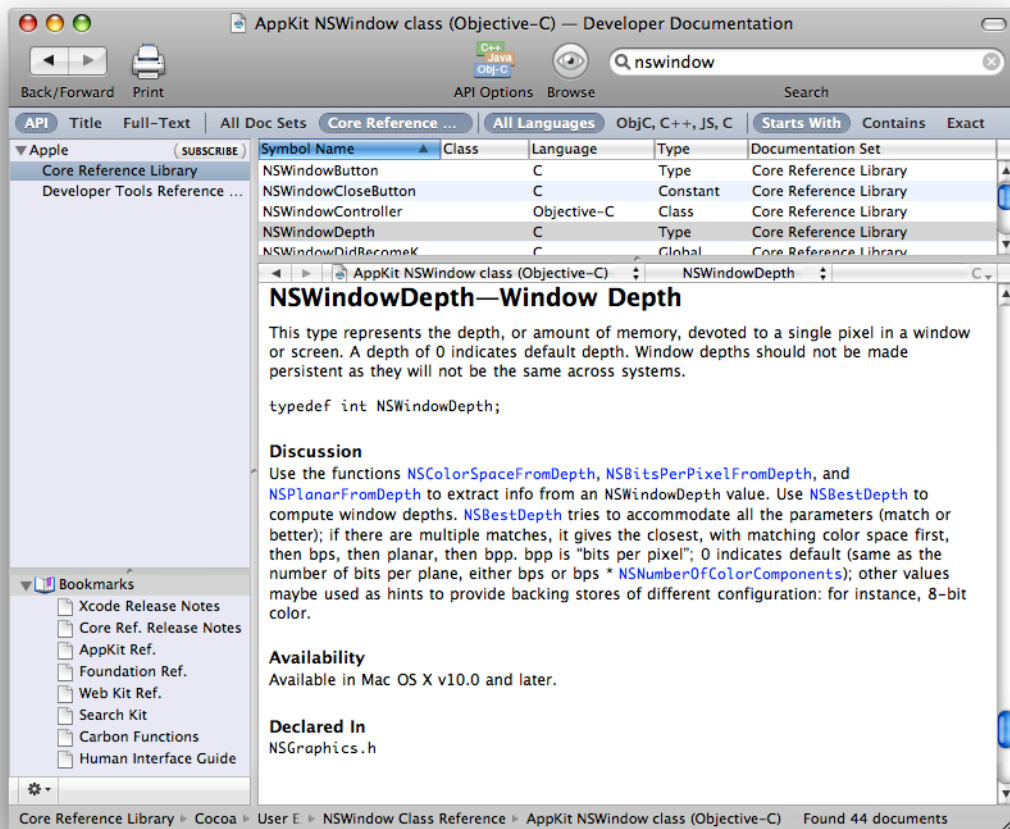 AppKit NSWindow class (Objective-C) — Developer Documentation
C++
Java
Obj-C
nswindow
Back/Forward Print API Options Browse Search
API Title Full-Text All Doc Sets Core Reference ... All Languages ObjC, C++, JS, C Starts With Contains Exact
Apple SUBSCRIBE
Core Reference Library
Developer Tools Reference ...
Symbol Name Class Language Type Documentation Set
NSWindowButton C Type Core Reference Library
NSWindowCloseButton C Constant Core Reference Library
NSWindowController Objective-C Class Core Reference Library
NSWindowDepth C Type Core Reference Library
NSWindowDidBecomeK C Global Core Reference Library
AppKit NSWindow class (Objective-C) NSWindowDepth C
NSWindowDepth—Window Depth
This type represents the depth, or amount of memory, devoted to a single pixel in a window
or screen. A depth of 0 indicates default depth. Window depths should not be made
persistent as they will not be the same across systems.
typedef int NSWindowDepth;
Discussion
Use the functions NSColorSpaceFromDepth, NSBitsPerPixelFromDepth, and
NSPlanarFromDepth to extract info from an NSWindowDepth value. Use NSBestDepth to
compute window depths. NSBestDepth tries to accommodate all the parameters (match or
better); if there are multiple matches, it gives the closest, with matching color space first,
then bps, then planar, then bpp. bpp is “bits per pixel”; 0 indicates default (same as the
number of bits per plane, either bps or bps * NSNumberOfColorComponents); other values
maybe used as hints to provide backing stores of different configuration: for instance, 8-bit
color.
Availability
Available in Mac OS X v10.0 and later.
Declared In
NSGraphics.h
Bookmarks
Xcode Release Notes
Core Ref. Release Notes
AppKit Ref.
Foundation Ref.
Web Kit Ref.
Search Kit
Carbon Functions
Human Interface Guide
Core Reference Library Cocoa User E NSWindow Class Reference AppKit NSWindow class (Objective-C) Found 44 documents